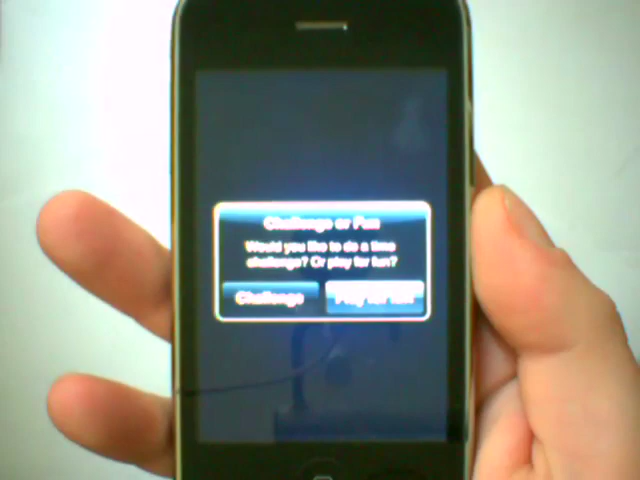 Challenge or Fun
Would you like to do a time
challenge? Or play for fun?
Challenge
Play for fun